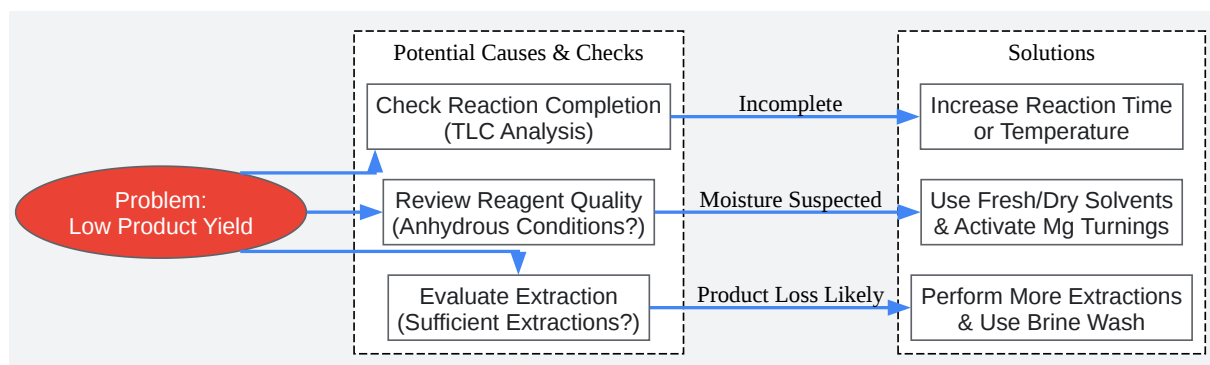 Potential Causes & Checks
Solutions
Check Reaction Completion
(TLC Analysis)
Incomplete
Increase Reaction Time
or Temperature
Problem:
Low Product Yield
Review Reagent Quality
(Anhydrous Conditions?)
Moisture Suspected
Use Fresh/Dry Solvents
& Activate Mg Turnings
Evaluate Extraction
(Sufficient Extractions?)
Product Loss Likely
Perform More Extractions
& Use Brine Wash